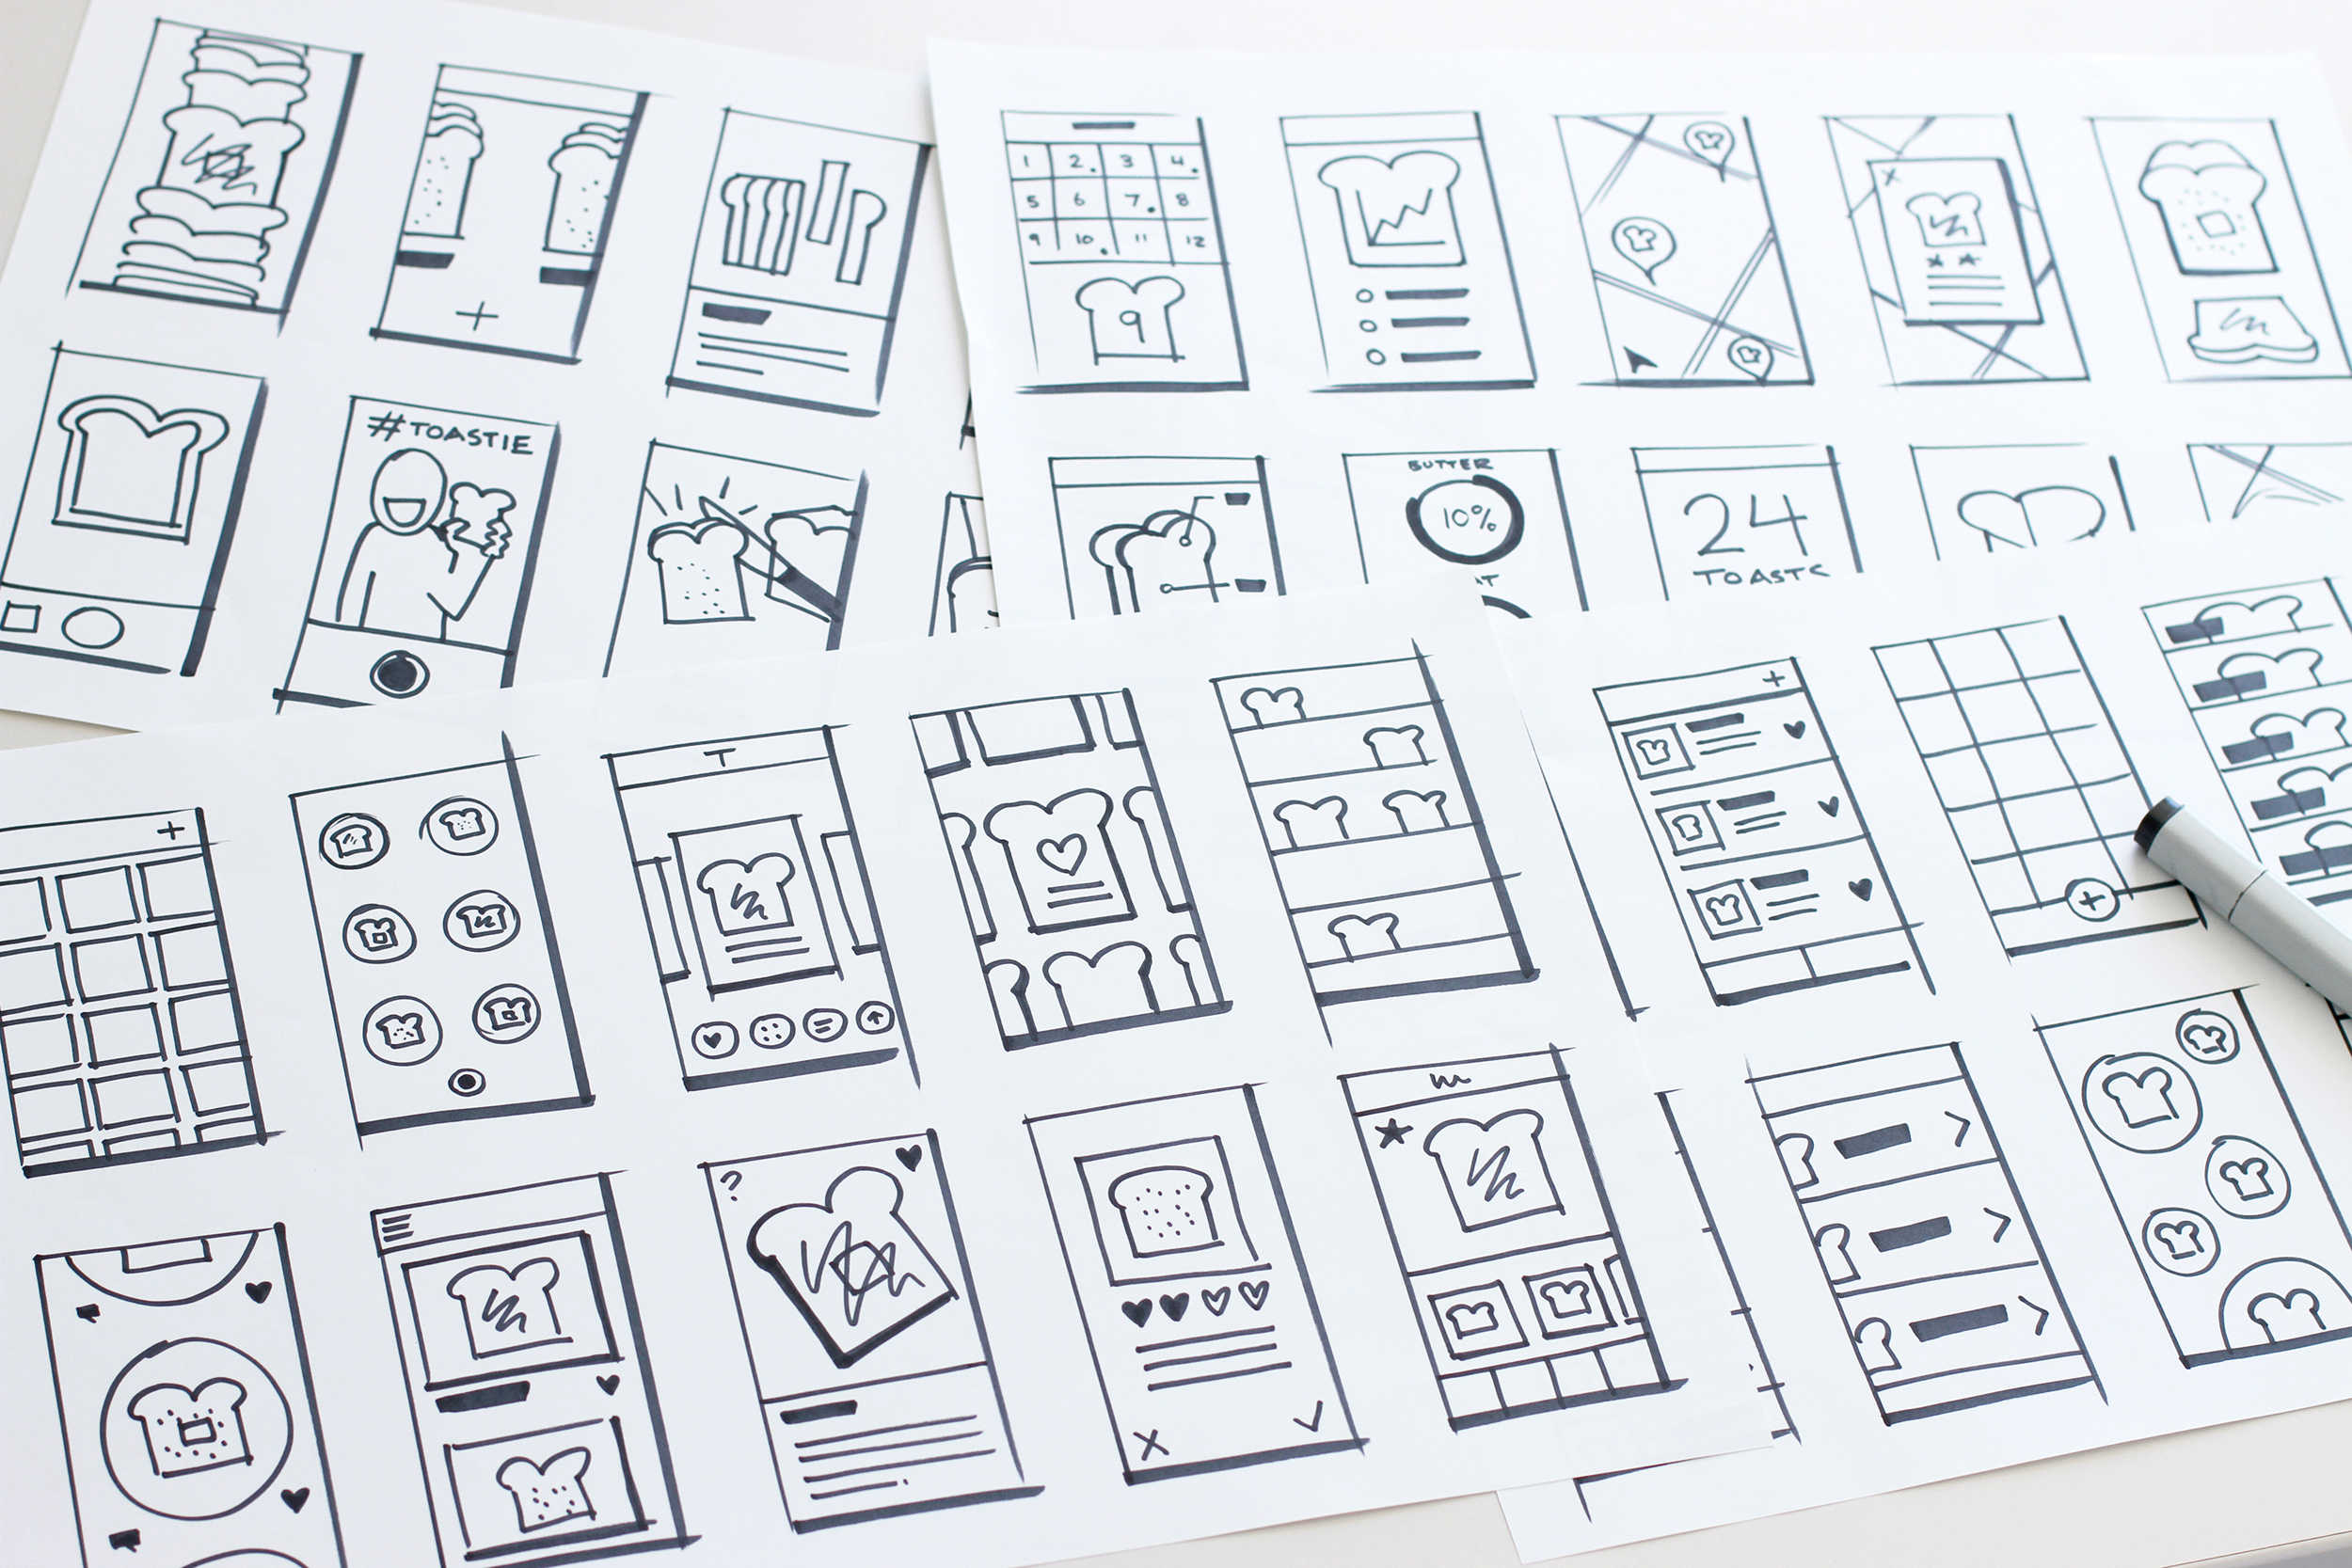 #TOASTIE
1 2. 3 4.
5 6 7. 8
9 10. 11 12
9
BUTTER
10%
24
TOASTS
T
?